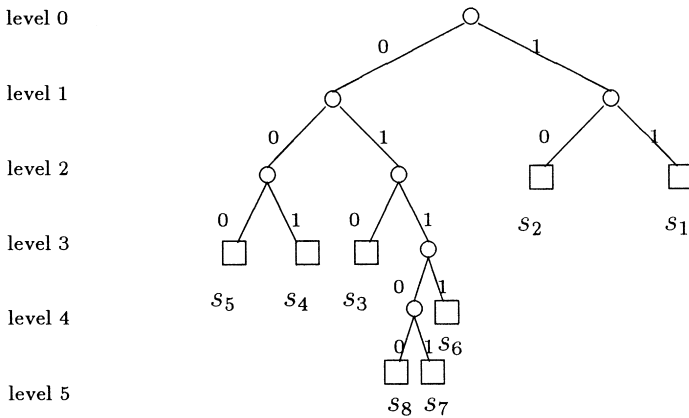 level 0
0 1
level 1
0 1 0 1
level 2
s2 s1
0 1 0 1
level 3
0 1
s5 s4 s3
level 4
0 1 s6
level 5
s8 s7